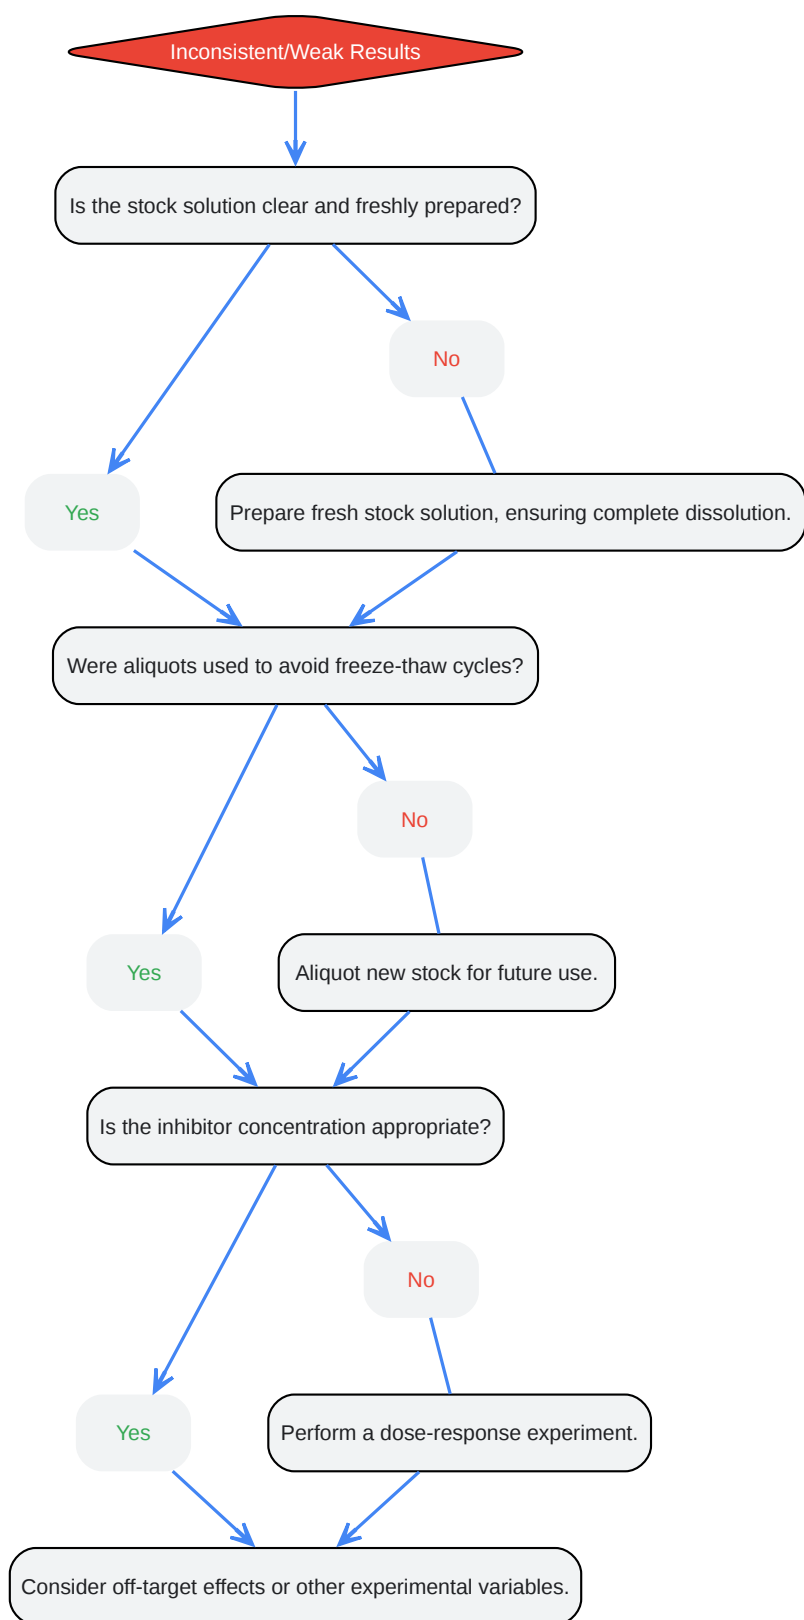 Inconsistent/Weak Results
Is the stock solution clear and freshly prepared?
No
Yes
Prepare fresh stock solution, ensuring complete dissolution.
Were aliquots used to avoid freeze-thaw cycles?
No
Yes
Aliquot new stock for future use.
Is the inhibitor concentration appropriate?
No
Yes
Perform a dose-response experiment.
Consider off-target effects or other experimental variables.